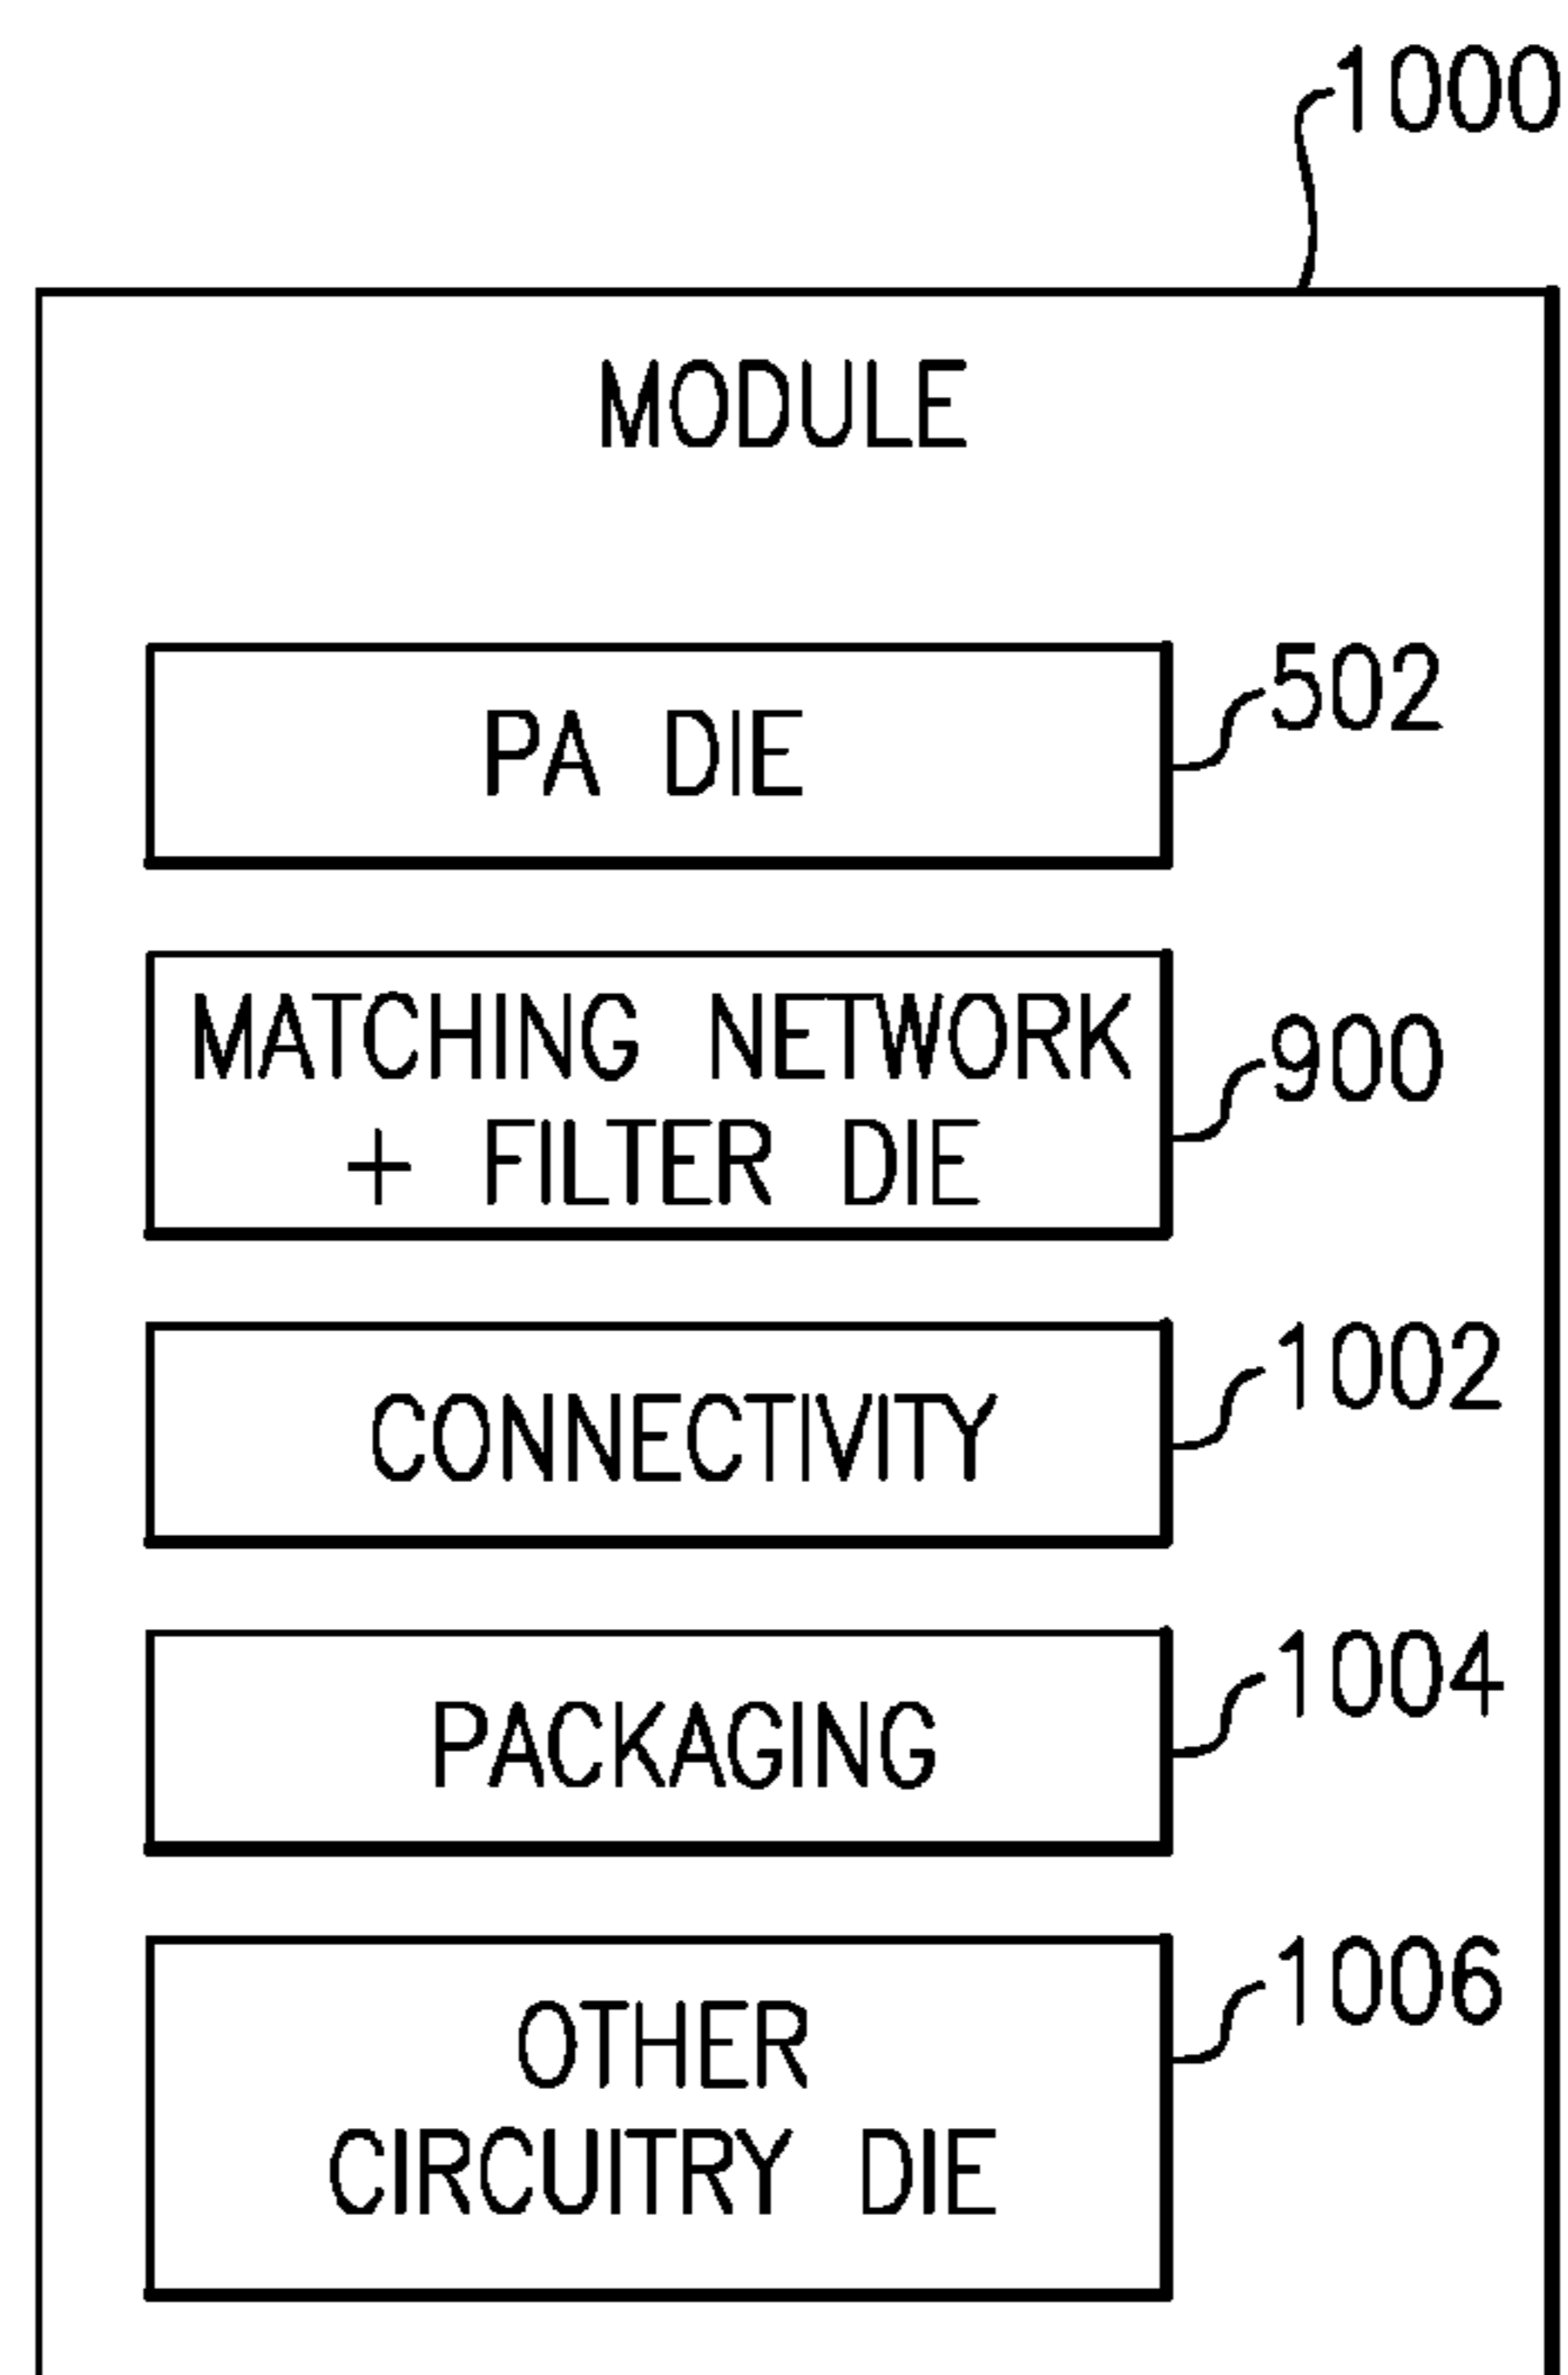 1000
MODULE
PA DIE
502
MATCHING NETWORK
+ FILTER DIE
900
CONNECTIVITY
1002
PACKAGING
1004
OTHER
CIRCUITRY DIE
1006